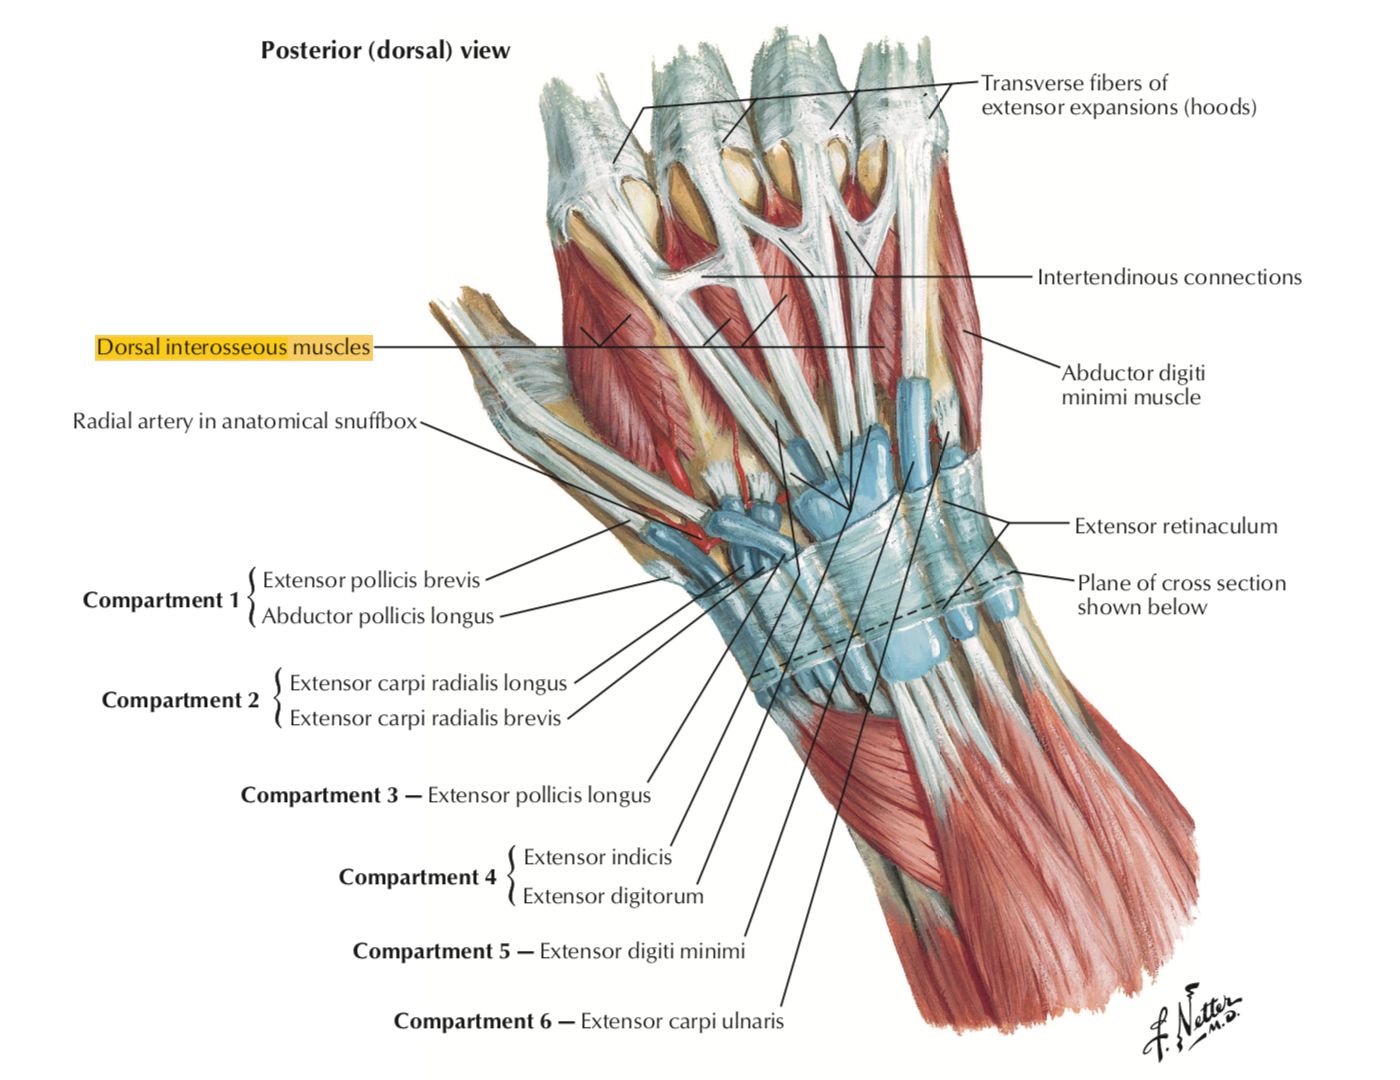 Posterior (dorsal) view
Transverse fibers of
extensor expansions (hoods)
Intertendinous connections
Dorsal interosseous muscles
Abductor digiti
minimi muscle
Radial artery in anatomical snuffbox
Extensor retinaculum
Plane of cross section
shown below
Compartment 1
Extensor pollicis brevis
Abductor pollicis longus
Compartment 2
Extensor carpi radialis longus
Extensor carpi radialis brevis
Compartment 3 — Extensor pollicis longus
Compartment 4
Extensor indicis
Extensor digitorum
Compartment 5 — Extensor digiti minimi
Compartment 6 — Extensor carpi ulnaris
F. Netter
M.D.